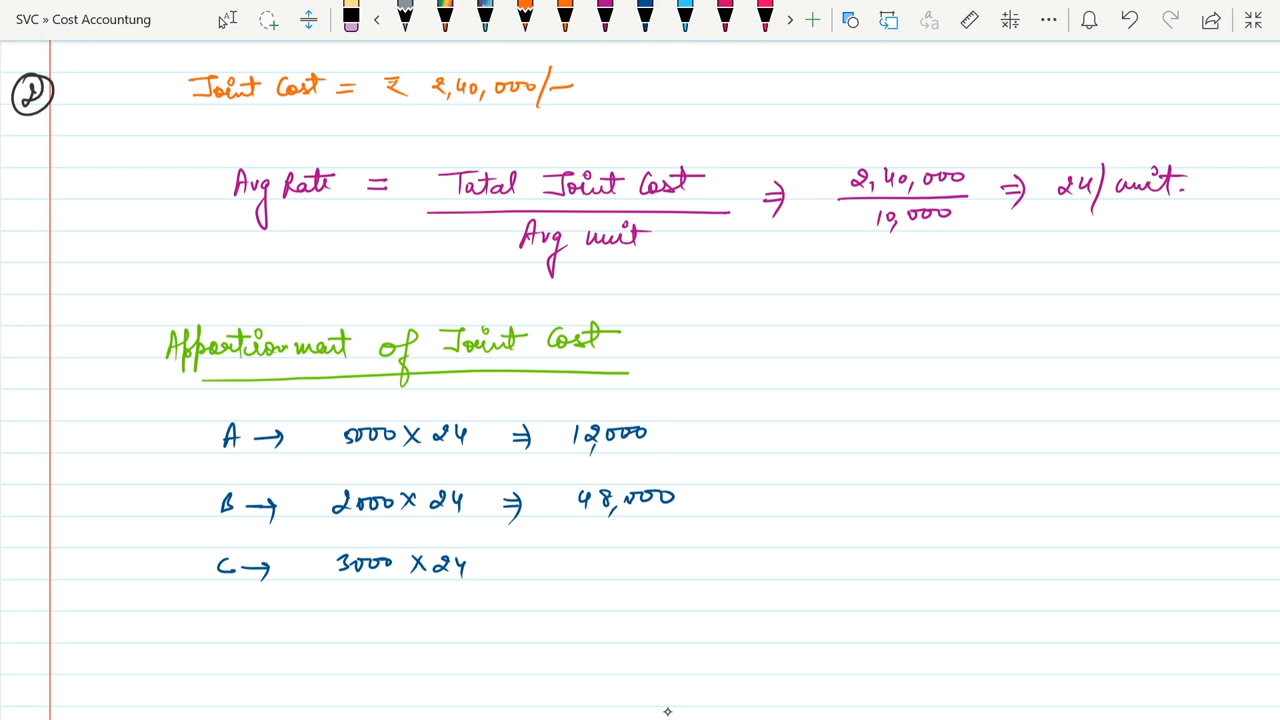 SVC » Cost Accountung
2 Joint Cost = ₹ 2,40,000/-
Avg Rate = Total Joint Cost / Avg unit ⇒ 2,40,000 / 10,000 ⇒ 24/unit.
Apportionment of Joint Cost
A → 5000 × 24 ⇒ 12,000
B → 2000 × 24 ⇒ 48,000
C → 3000 × 24